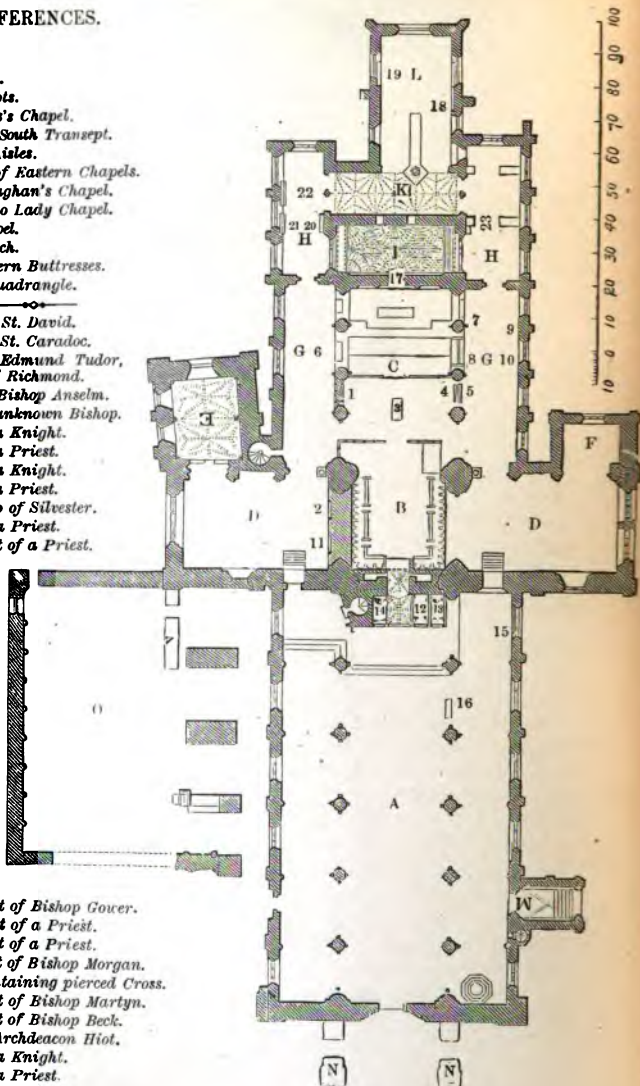 FERENCES.
ts.
's Chapel.
South Transept.
isles.
of Eastern Chapels.
ughan's Chapel.
o Lady Chapel.
pel.
ch.
ern Buttresses.
uadrangle.
St. David.
St. Caradoc.
Edmund Tudor,
f Richmond.
Bishop Anselm.
unknown Bishop.
a Knight.
a Priest.
a Knight.
a Priest.
p of Silvester.
a Priest.
t of a Priest.
t of Bishop Gower.
t of a Priest.
t of a Priest.
t of Bishop Morgan.
taining pierced Cross.
t of Bishop Martyn.
t of Bishop Beck.
Archdeacon Hiot.
a Knight.
a Priest.
19 L
18
22
K
21 20
23
H
I
H
17
7
9
G 6
8 G 10
C
1
3
4 5
E
F
D
2
B
D
11
14
12
13
15
V
O
16
A
M
N
N
100
90
80
70
60
50
40
30
20
10
0
10